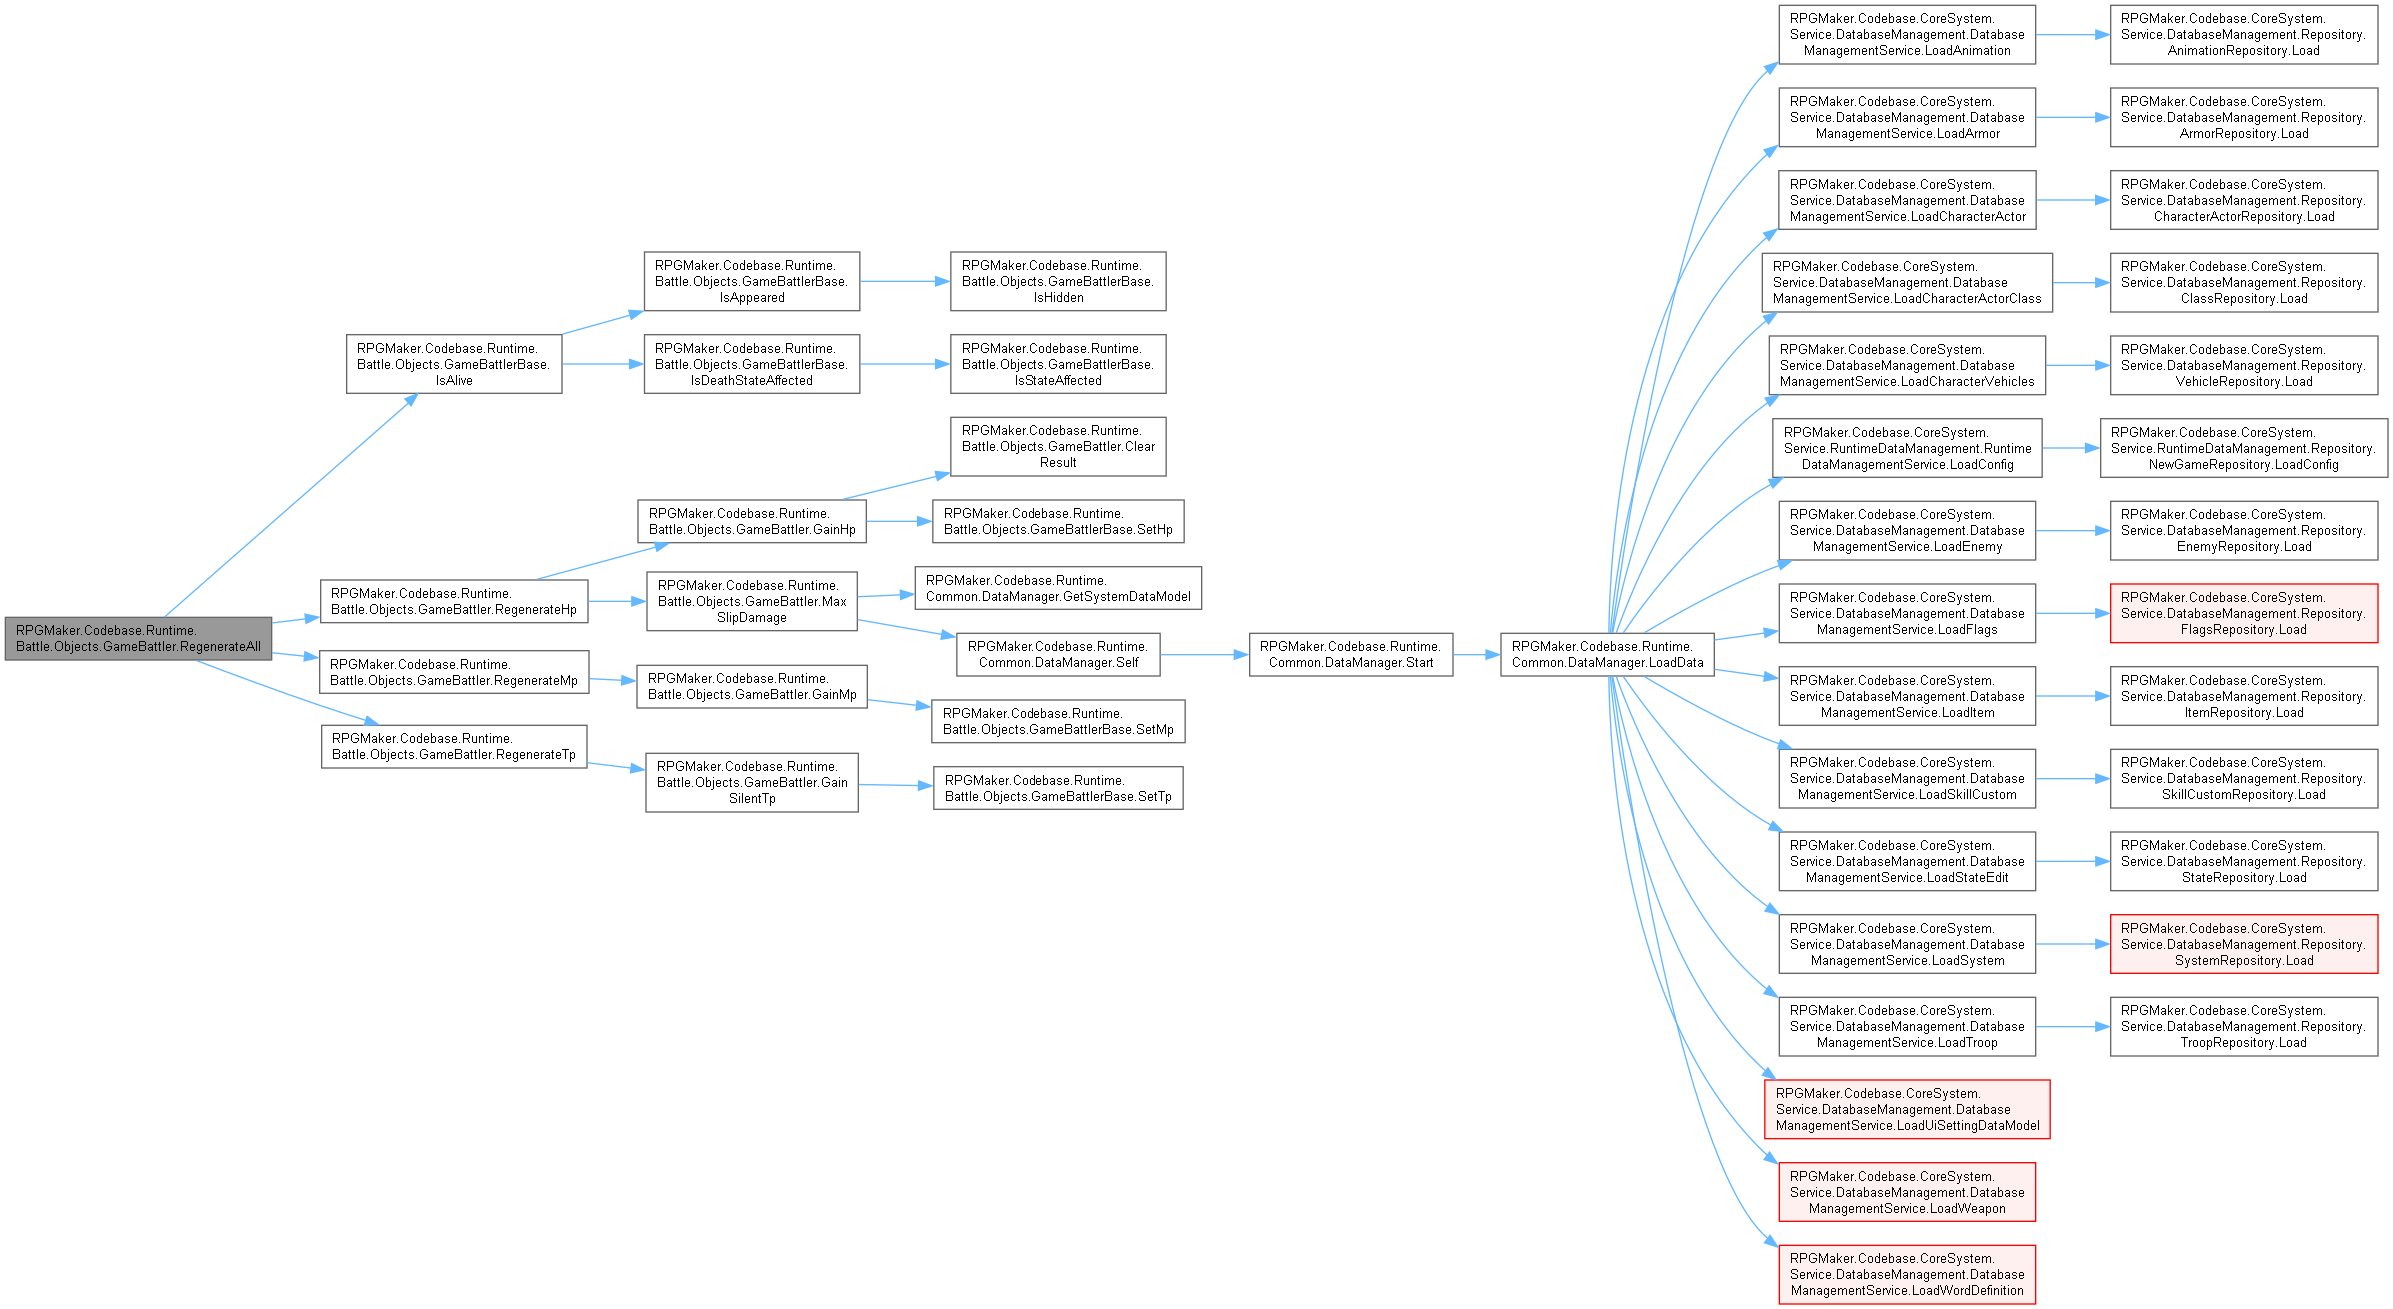 RPGMaker.Codebase.Runtime.
Battle.Objects.GameBattler.RegenerateAll
RPGMaker.Codebase.Runtime.
Battle.Objects.GameBattlerBase.
IsAlive
RPGMaker.Codebase.Runtime.
Battle.Objects.GameBattler.RegenerateHp
RPGMaker.Codebase.Runtime.
Battle.Objects.GameBattler.RegenerateMp
RPGMaker.Codebase.Runtime.
Battle.Objects.GameBattler.RegenerateTp
RPGMaker.Codebase.Runtime.
Battle.Objects.GameBattlerBase.
IsAppeared
RPGMaker.Codebase.Runtime.
Battle.Objects.GameBattlerBase.
IsDeathStateAffected
RPGMaker.Codebase.Runtime.
Battle.Objects.GameBattler.GainHp
RPGMaker.Codebase.Runtime.
Battle.Objects.GameBattler.Max
SlipDamage
RPGMaker.Codebase.Runtime.
Battle.Objects.GameBattler.GainMp
RPGMaker.Codebase.Runtime.
Battle.Objects.GameBattler.Gain
SilentTp
RPGMaker.Codebase.Runtime.
Battle.Objects.GameBattlerBase.
IsHidden
RPGMaker.Codebase.Runtime.
Battle.Objects.GameBattlerBase.
IsStateAffected
RPGMaker.Codebase.Runtime.
Battle.Objects.GameBattler.Clear
Result
RPGMaker.Codebase.Runtime.
Battle.Objects.GameBattlerBase.SetHp
RPGMaker.Codebase.Runtime.
Common.DataManager.GetSystemDataModel
RPGMaker.Codebase.Runtime.
Common.DataManager.Self
RPGMaker.Codebase.Runtime.
Battle.Objects.GameBattlerBase.SetMp
RPGMaker.Codebase.Runtime.
Battle.Objects.GameBattlerBase.SetTp
RPGMaker.Codebase.Runtime.
Common.DataManager.Start
RPGMaker.Codebase.Runtime.
Common.DataManager.LoadData
RPGMaker.Codebase.CoreSystem.
Service.DatabaseManagement.Database
ManagementService.LoadAnimation
RPGMaker.Codebase.CoreSystem.
Service.DatabaseManagement.Database
ManagementService.LoadArmor
RPGMaker.Codebase.CoreSystem.
Service.DatabaseManagement.Database
ManagementService.LoadCharacterActor
RPGMaker.Codebase.CoreSystem.
Service.DatabaseManagement.Database
ManagementService.LoadCharacterActorClass
RPGMaker.Codebase.CoreSystem.
Service.DatabaseManagement.Database
ManagementService.LoadCharacterVehicles
RPGMaker.Codebase.CoreSystem.
Service.RuntimeDataManagement.Runtime
DataManagementService.LoadConfig
RPGMaker.Codebase.CoreSystem.
Service.DatabaseManagement.Database
ManagementService.LoadEnemy
RPGMaker.Codebase.CoreSystem.
Service.DatabaseManagement.Database
ManagementService.LoadFlags
RPGMaker.Codebase.CoreSystem.
Service.DatabaseManagement.Database
ManagementService.LoadItem
RPGMaker.Codebase.CoreSystem.
Service.DatabaseManagement.Database
ManagementService.LoadSkillCustom
RPGMaker.Codebase.CoreSystem.
Service.DatabaseManagement.Database
ManagementService.LoadStateEdit
RPGMaker.Codebase.CoreSystem.
Service.DatabaseManagement.Database
ManagementService.LoadSystem
RPGMaker.Codebase.CoreSystem.
Service.DatabaseManagement.Database
ManagementService.LoadTroop
RPGMaker.Codebase.CoreSystem.
Service.DatabaseManagement.Database
ManagementService.LoadUiSettingDataModel
RPGMaker.Codebase.CoreSystem.
Service.DatabaseManagement.Database
ManagementService.LoadWeapon
RPGMaker.Codebase.CoreSystem.
Service.DatabaseManagement.Database
ManagementService.LoadWordDefinition
RPGMaker.Codebase.CoreSystem.
Service.DatabaseManagement.Repository.
AnimationRepository.Load
RPGMaker.Codebase.CoreSystem.
Service.DatabaseManagement.Repository.
ArmorRepository.Load
RPGMaker.Codebase.CoreSystem.
Service.DatabaseManagement.Repository.
CharacterActorRepository.Load
RPGMaker.Codebase.CoreSystem.
Service.DatabaseManagement.Repository.
ClassRepository.Load
RPGMaker.Codebase.CoreSystem.
Service.DatabaseManagement.Repository.
VehicleRepository.Load
RPGMaker.Codebase.CoreSystem.
Service.RuntimeDataManagement.Repository.
NewGameRepository.LoadConfig
RPGMaker.Codebase.CoreSystem.
Service.DatabaseManagement.Repository.
EnemyRepository.Load
RPGMaker.Codebase.CoreSystem.
Service.DatabaseManagement.Repository.
FlagsRepository.Load
RPGMaker.Codebase.CoreSystem.
Service.DatabaseManagement.Repository.
ItemRepository.Load
RPGMaker.Codebase.CoreSystem.
Service.DatabaseManagement.Repository.
SkillCustomRepository.Load
RPGMaker.Codebase.CoreSystem.
Service.DatabaseManagement.Repository.
StateRepository.Load
RPGMaker.Codebase.CoreSystem.
Service.DatabaseManagement.Repository.
SystemRepository.Load
RPGMaker.Codebase.CoreSystem.
Service.DatabaseManagement.Repository.
TroopRepository.Load